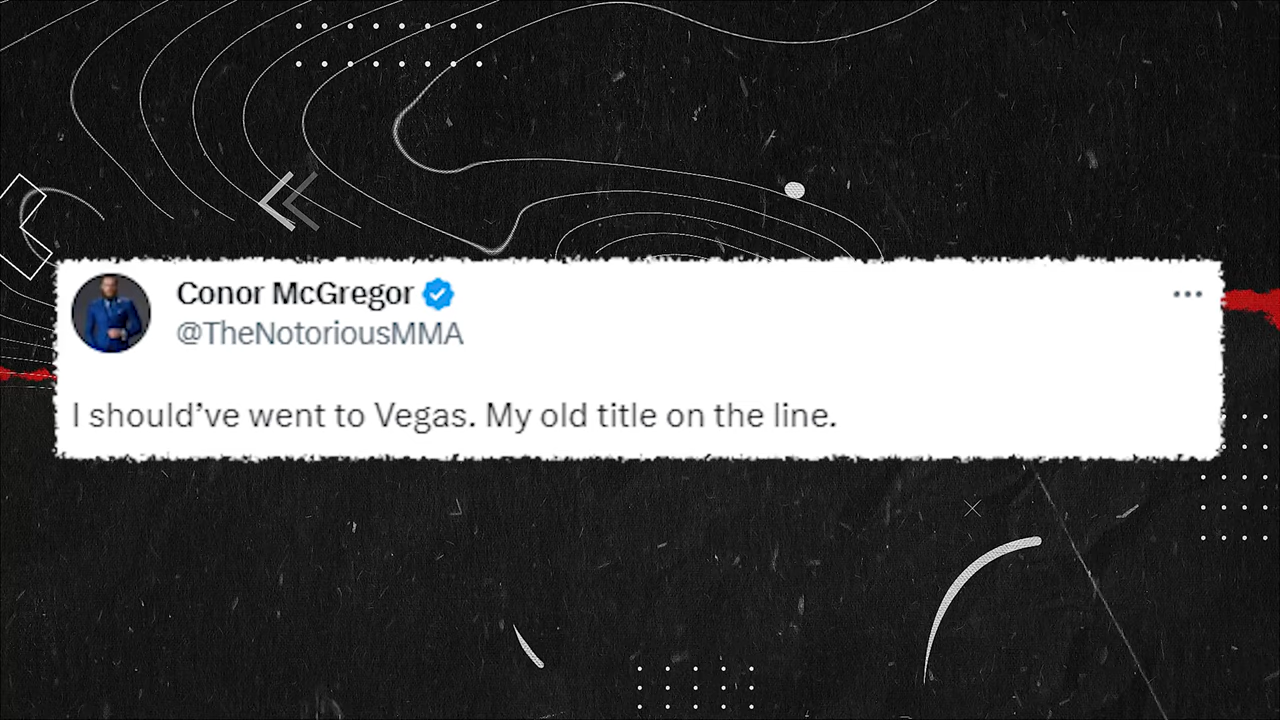 Conor McGregor
@TheNotoriousMMA
I should’ve went to Vegas. My old title on the line.